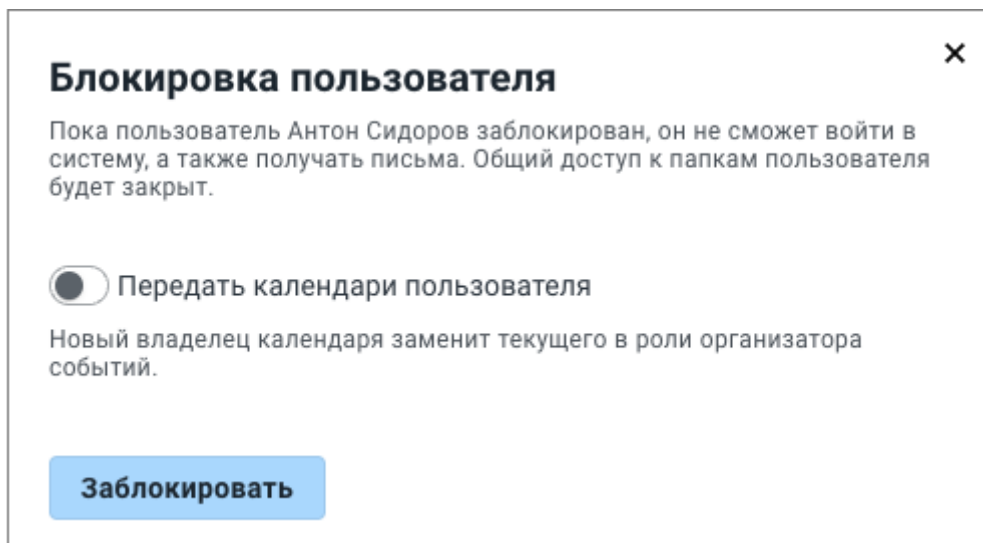 Блокировка пользователя
Пока пользователь Антон Сидоров заблокирован, он не сможет войти в
систему, а также получать письма. Общий доступ к папкам пользователя
будет закрыт.
Передать календари пользователя
Новый владелец календаря заменит текущего в роли организатора
событий.
Заблокировать